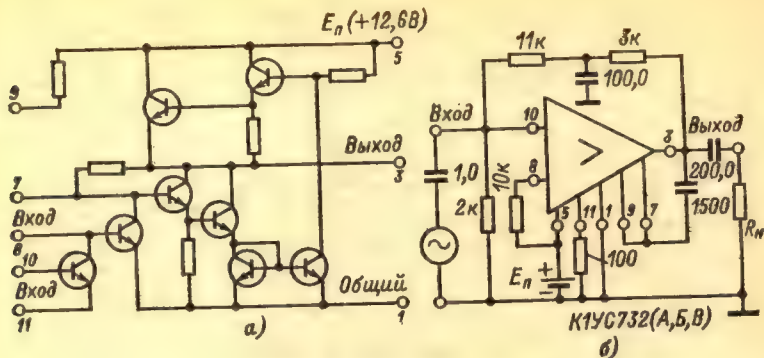 Eп (+12,6В)
5
9
Выход
3
7
Вход
8
10
Вход
11
Общий
1
а)
11к
3к
100,0
Вход
10
3
Выход
1,0
8
10к
2к
5
11
1
9
7
200,0
1500
100
Rн
Eп
+
−
К1УС732(А,Б,В)
б)